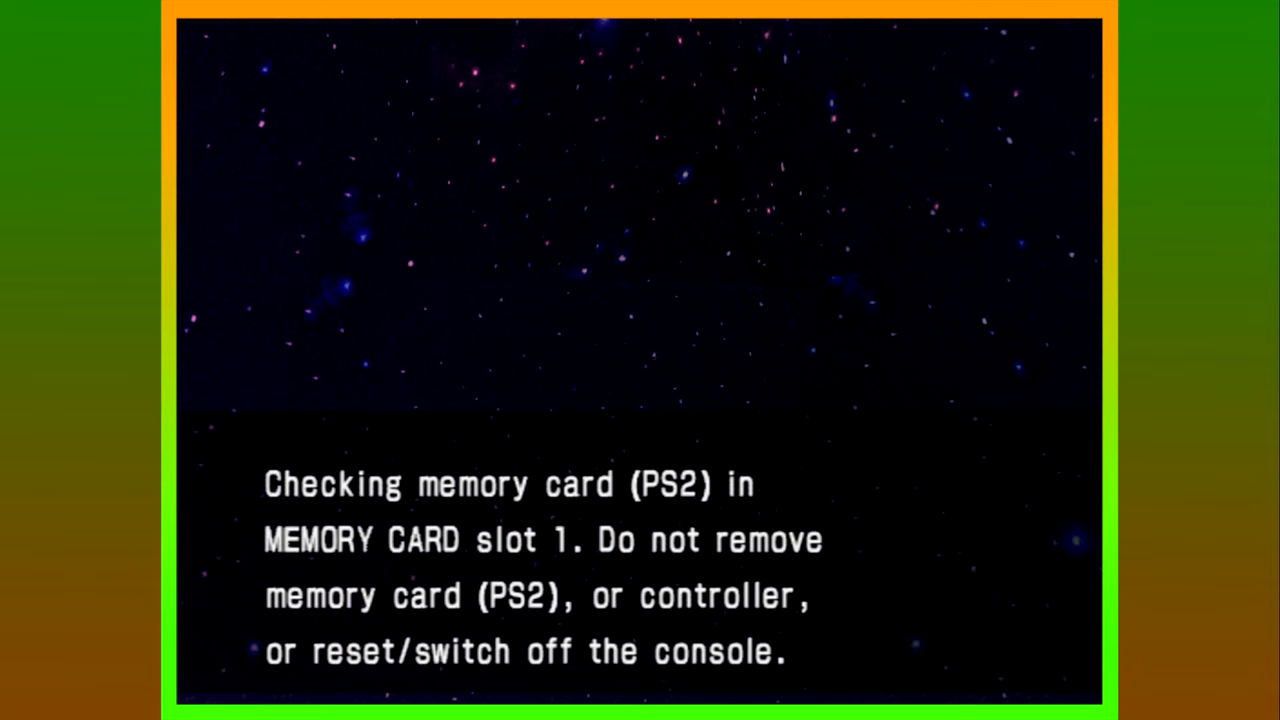 Checking memory card (PS2) in
MEMORY CARD slot 1. Do not remove
memory card (PS2), or controller,
or reset/switch off the console.